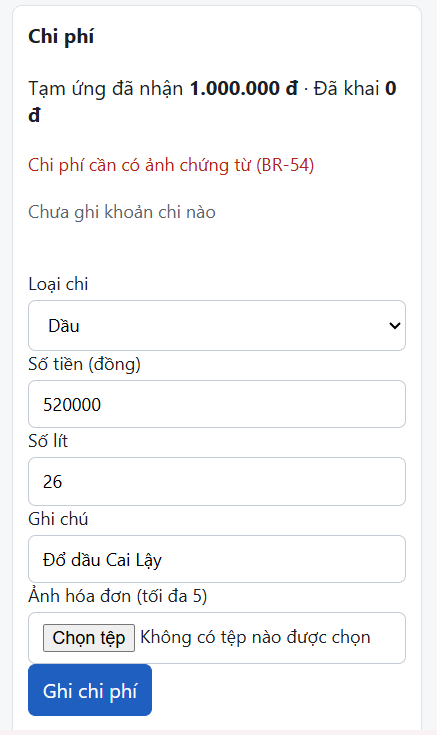 Chi phí
Tạm ứng đã nhận 1.000.000 đ · Đã khai 0
đ
Chi phí cần có ảnh chứng từ (BR-54)
Chưa ghi khoản chi nào
Loại chi
Dầu
Số tiền (đồng)
520000
Số lít
26
Ghi chú
Đổ dầu Cai Lậy
Ảnh hóa đơn (tối đa 5)
Chọn tệp Không có tệp nào được chọn
Ghi chi phí